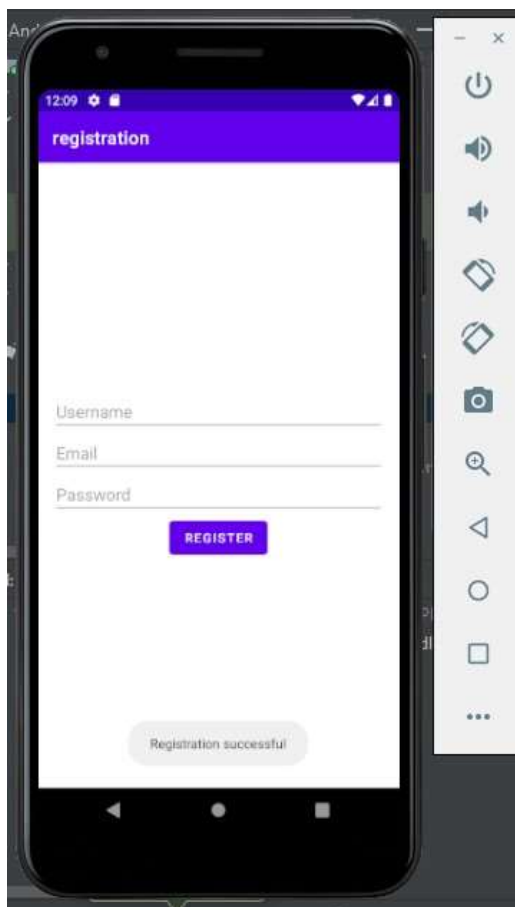 12:09
registration
Username
Email
Password
REGISTER
Registration successful